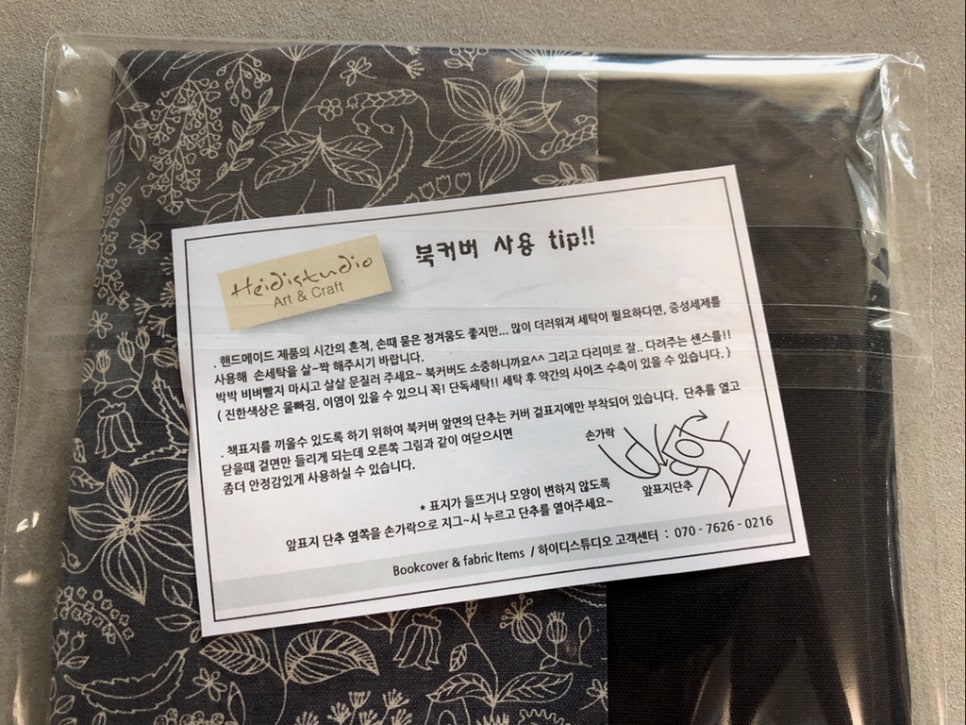 Heidistudio
Art & Craft
북커버 사용 tip!!
. 핸드메이드 제품의 시간의 흔적, 손때 묻은 정겨움도 좋지만... 많이 더러워져 세탁이 필요하다면, 중성세제를
사용해 손세탁을 살~짝 해주시기 바랍니다.
박박 비벼빨지 마시고 살살 문질러 주세요~ 북커버도 소중하니까요^^ 그리고 다리미로 잘.. 다려주는 센스를!!
( 진한색상은 물빠짐, 이염이 있을 수 있으니 꼭! 단독세탁!! 세탁 후 약간의 사이즈 수축이 있을 수 있습니다. )
. 책표지를 끼울수 있도록 하기 위하여 북커버 앞면의 단추는 커버 겉표지에만 부착되어 있습니다. 단추를 열고
닫을때 겉면만 들리게 되는데 오른쪽 그림과 같이 여닫으시면
좀더 안정감있게 사용하실 수 있습니다.
손가락
앞표지단추
* 표지가 들뜨거나 모양이 변하지 않도록
앞표지 단추 옆쪽을 손가락으로 지그~시 누르고 단추를 열어주세요~
Bookcover & fabric Items / 하이디스튜디오 고객센터 : 070 - 7626 - 0216